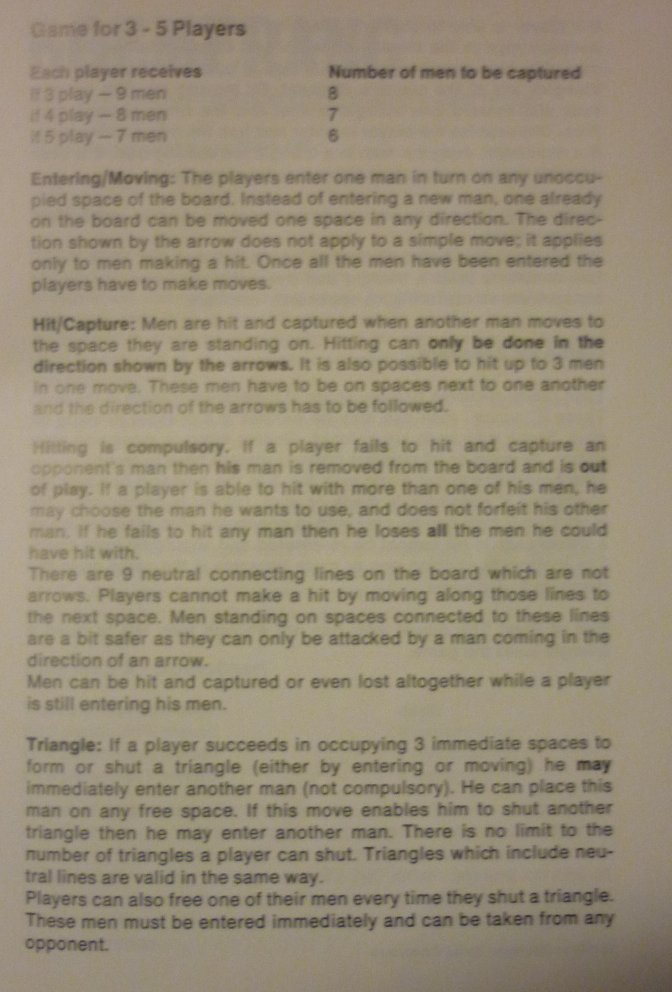 Game for 3 - 5 Players
Each player receives Number of men to be captured
if 3 play — 9 men 8
if 4 play — 8 men 7
if 5 play — 7 men 6
Entering/Moving: The players enter one man in turn on any unoccu-
pied space of the board. Instead of entering a new man, one already
on the board can be moved one space in any direction. The direc-
tion shown by the arrow does not apply to a simple move; it applies
only to men making a hit. Once all the men have been entered the
players have to make moves.
Hit/Capture: Men are hit and captured when another man moves to
the space they are standing on. Hitting can only be done in the
direction shown by the arrows. It is also possible to hit up to 3 men
in one move. These men have to be on spaces next to one another
and the direction of the arrows has to be followed.
Hitting is compulsory. If a player fails to hit and capture an
opponent's man then his man is removed from the board and is out
of play. If a player is able to hit with more than one of his men, he
may choose the man he wants to use, and does not forfeit his other
man. If he fails to hit any man then he loses all the men he could
have hit with.
There are 9 neutral connecting lines on the board which are not
arrows. Players cannot make a hit by moving along those lines to
the next space. Men standing on spaces connected to these lines
are a bit safer as they can only be attacked by a man coming in the
direction of an arrow.
Men can be hit and captured or even lost altogether while a player
is still entering his men.
Triangle: If a player succeeds in occupying 3 immediate spaces to
form or shut a triangle (either by entering or moving) he may
immediately enter another man (not compulsory). He can place this
man on any free space. If this move enables him to shut another
triangle then he may enter another man. There is no limit to the
number of triangles a player can shut. Triangles which include neu-
tral lines are valid in the same way.
Players can also free one of their men every time they shut a triangle.
These men must be entered immediately and can be taken from any
opponent.